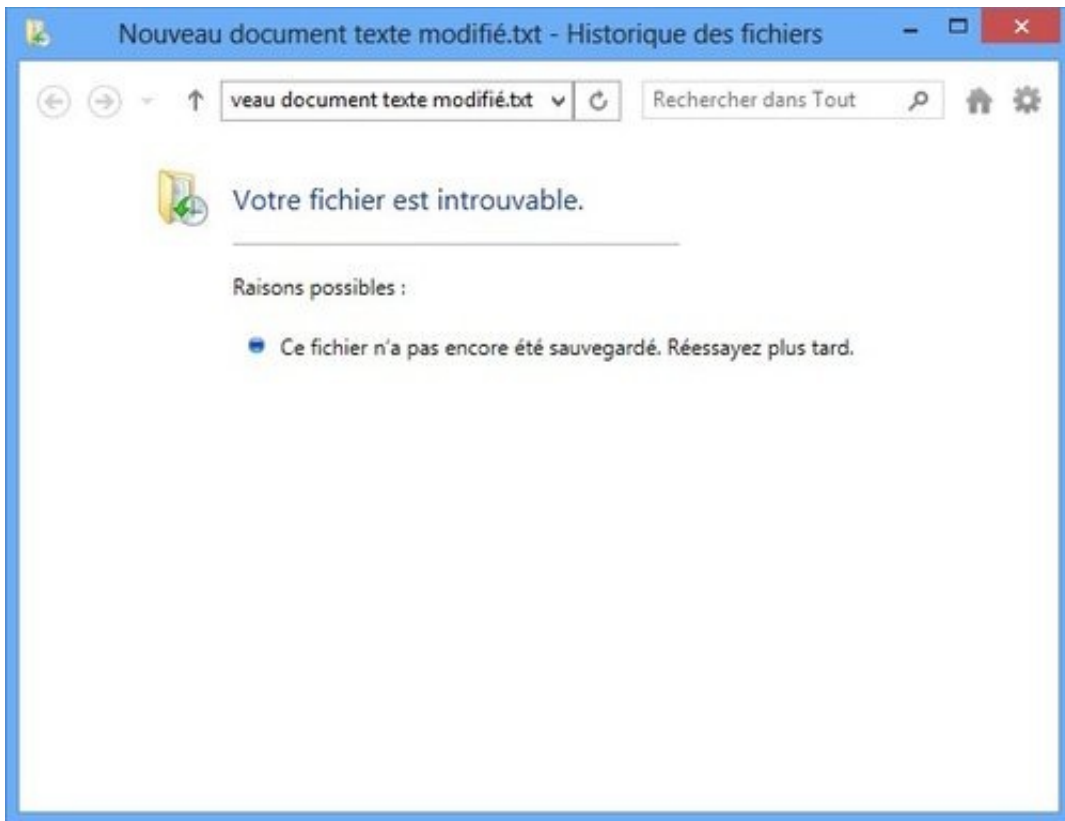 Nouveau document texte modifié.txt - Historique des fichiers
veau document texte modifié.txt
Rechercher dans Tout
Votre fichier est introuvable.
Raisons possibles :
Ce fichier n'a pas encore été sauvegardé. Réessayez plus tard.